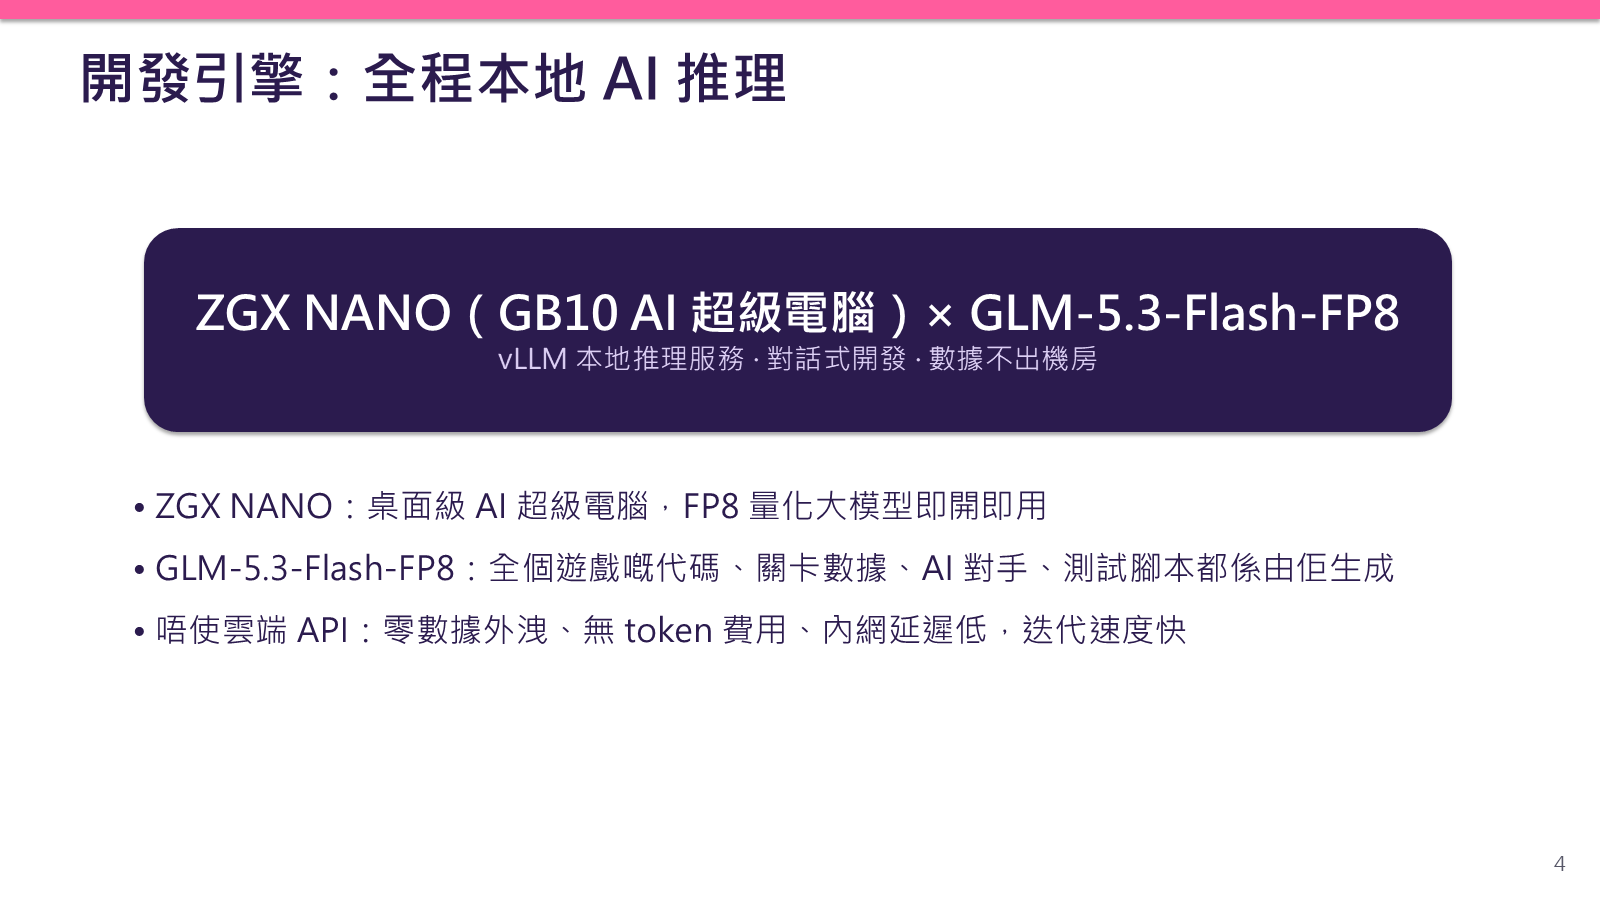 開發引擎：全程本地 AI 推理
ZGX NANO（GB10 AI 超級電腦）× GLM-5.3-Flash-FP8
vLLM 本地推理服務 · 對話式開發 · 數據不出機房
• ZGX NANO：桌面級 AI 超級電腦，FP8 量化大模型即開即用
• GLM-5.3-Flash-FP8：全個遊戲嘅代碼、關卡數據、AI 對手、測試腳本都係由佢生成
• 唔使雲端 API：零數據外洩、無 token 費用、內網延遲低，迭代速度快
4